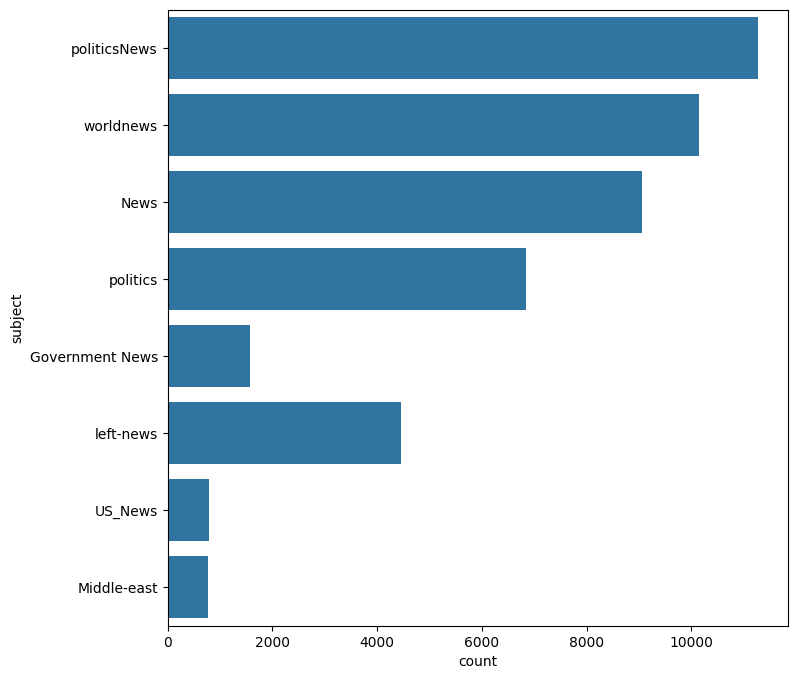 politicsNews
worldnews
News
politics
Government News
left-news
US_News
Middle-east
subject
0 2000 4000 6000 8000 10000
count